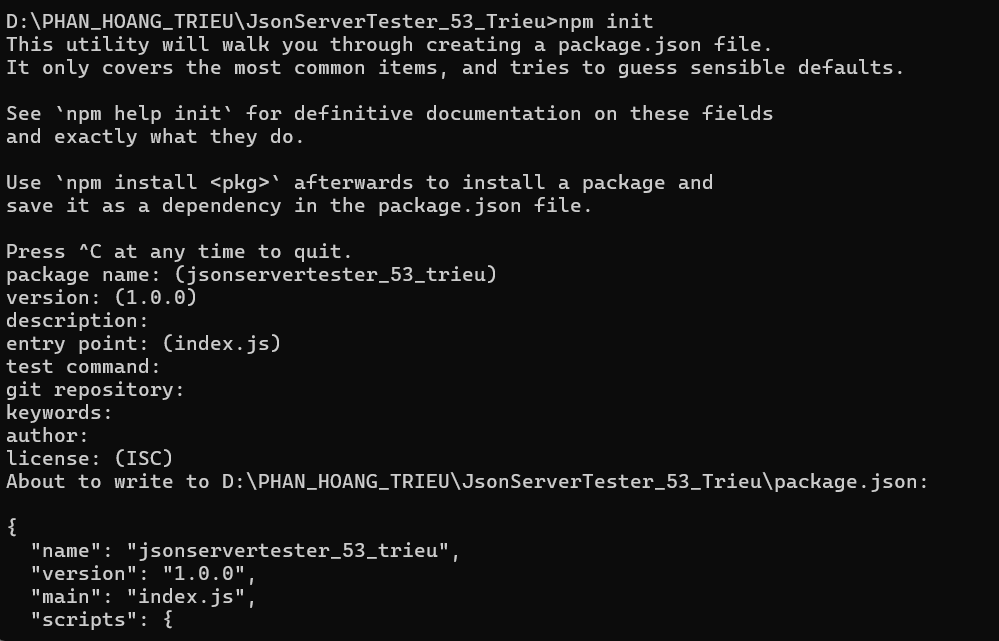 D:\PHAN_HOANG_TRIEU\JsonServerTester_53_Trieu>npm init
This utility will walk you through creating a package.json file.
It only covers the most common items, and tries to guess sensible defaults.
See `npm help init` for definitive documentation on these fields
and exactly what they do.
Use `npm install <pkg>` afterwards to install a package and
save it as a dependency in the package.json file.
Press ^C at any time to quit.
package name: (jsonservertester_53_trieu)
version: (1.0.0)
description:
entry point: (index.js)
test command:
git repository:
keywords:
author:
license: (ISC)
About to write to D:\PHAN_HOANG_TRIEU\JsonServerTester_53_Trieu\package.json:
{
  "name": "jsonservertester_53_trieu",
  "version": "1.0.0",
  "main": "index.js",
  "scripts": {